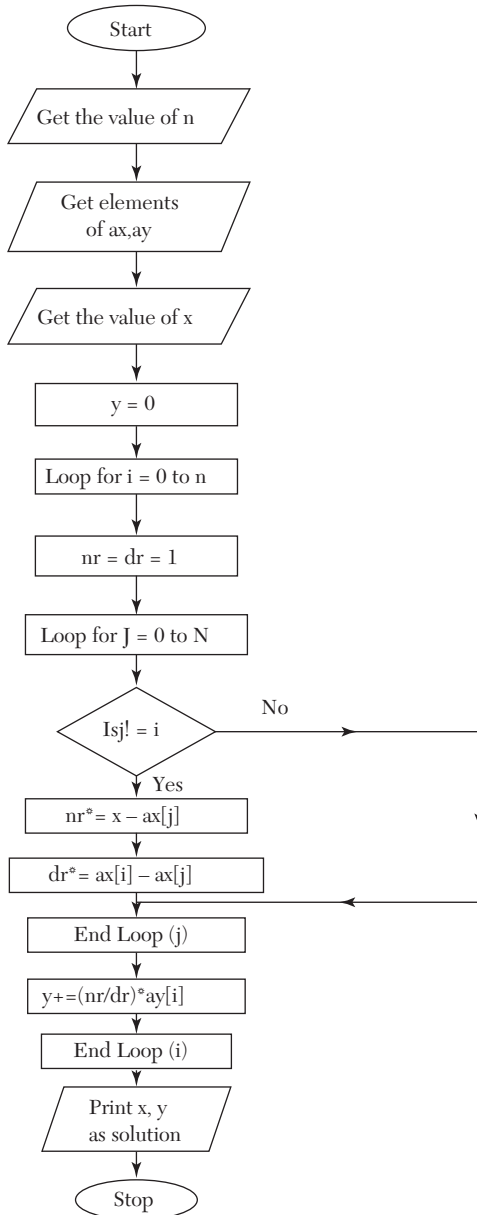 Start
Get the value of n
Get elements
of ax,ay
Get the value of x
y = 0
Loop for i = 0 to n
nr = dr = 1
Loop for J = 0 to N
Isj! = i
No
Yes
nr*= x – ax[j]
dr*= ax[i] – ax[j]
End Loop (j)
y+=(nr/dr)*ay[i]
End Loop (i)
Print x, y
as solution
Stop